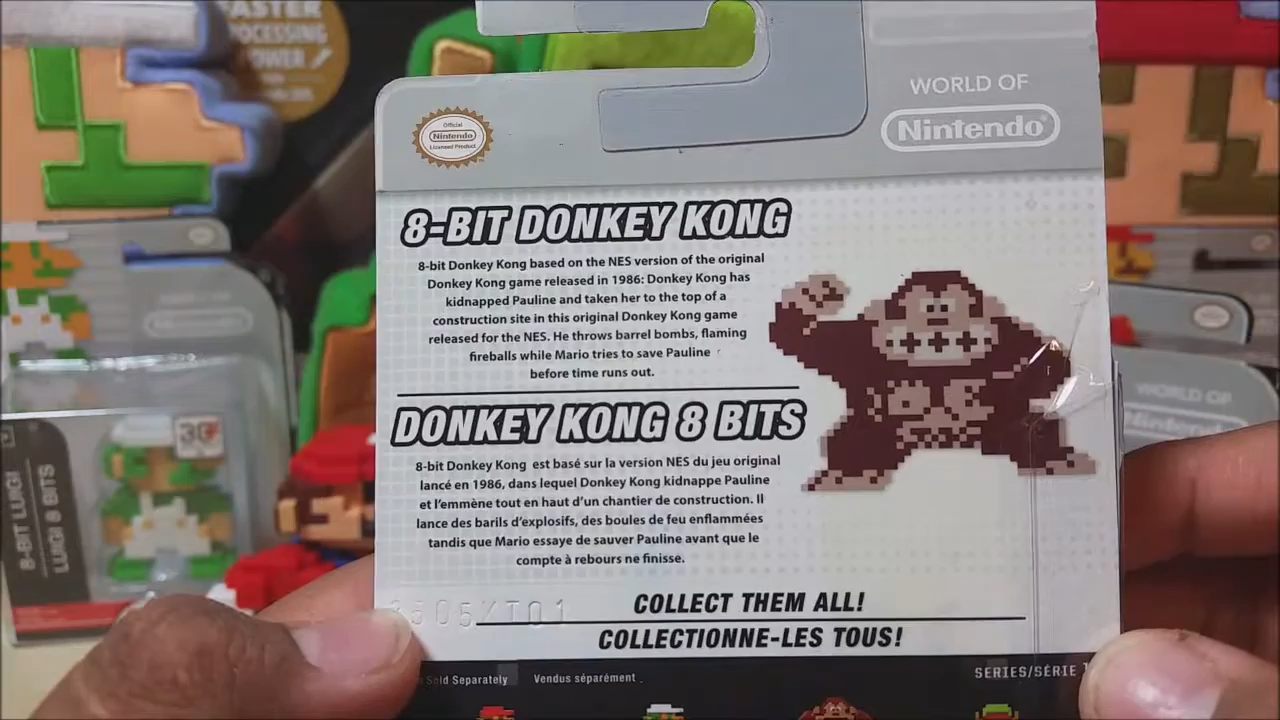 FASTER
PROCESSING
POWER
WORLD OF
Nintendo
Official
Nintendo
Licensed Product
8-BIT DONKEY KONG
8-bit Donkey Kong based on the NES version of the original
Donkey Kong game released in 1986: Donkey Kong has
kidnapped Pauline and taken her to the top of a
construction site in this original Donkey Kong game
released for the NES. He throws barrel bombs, flaming
fireballs while Mario tries to save Pauline
before time runs out.
DONKEY KONG 8 BITS
8-bit Donkey Kong est basé sur la version NES du jeu original
lancé en 1986, dans lequel Donkey Kong kidnappe Pauline
et l'emmène tout en haut d'un chantier de construction. Il
lance des barils d'explosifs, des boules de feu enflammées
tandis que Mario essaye de sauver Pauline avant que le
compte à rebours ne finisse.
COLLECT THEM ALL!
COLLECTIONNE-LES TOUS!
Sold Separately Vendus séparément.
SERIES/SÉRIE
8-BIT LUIGI
LUIGI 8 BITS
WORLD OF
Nintendo